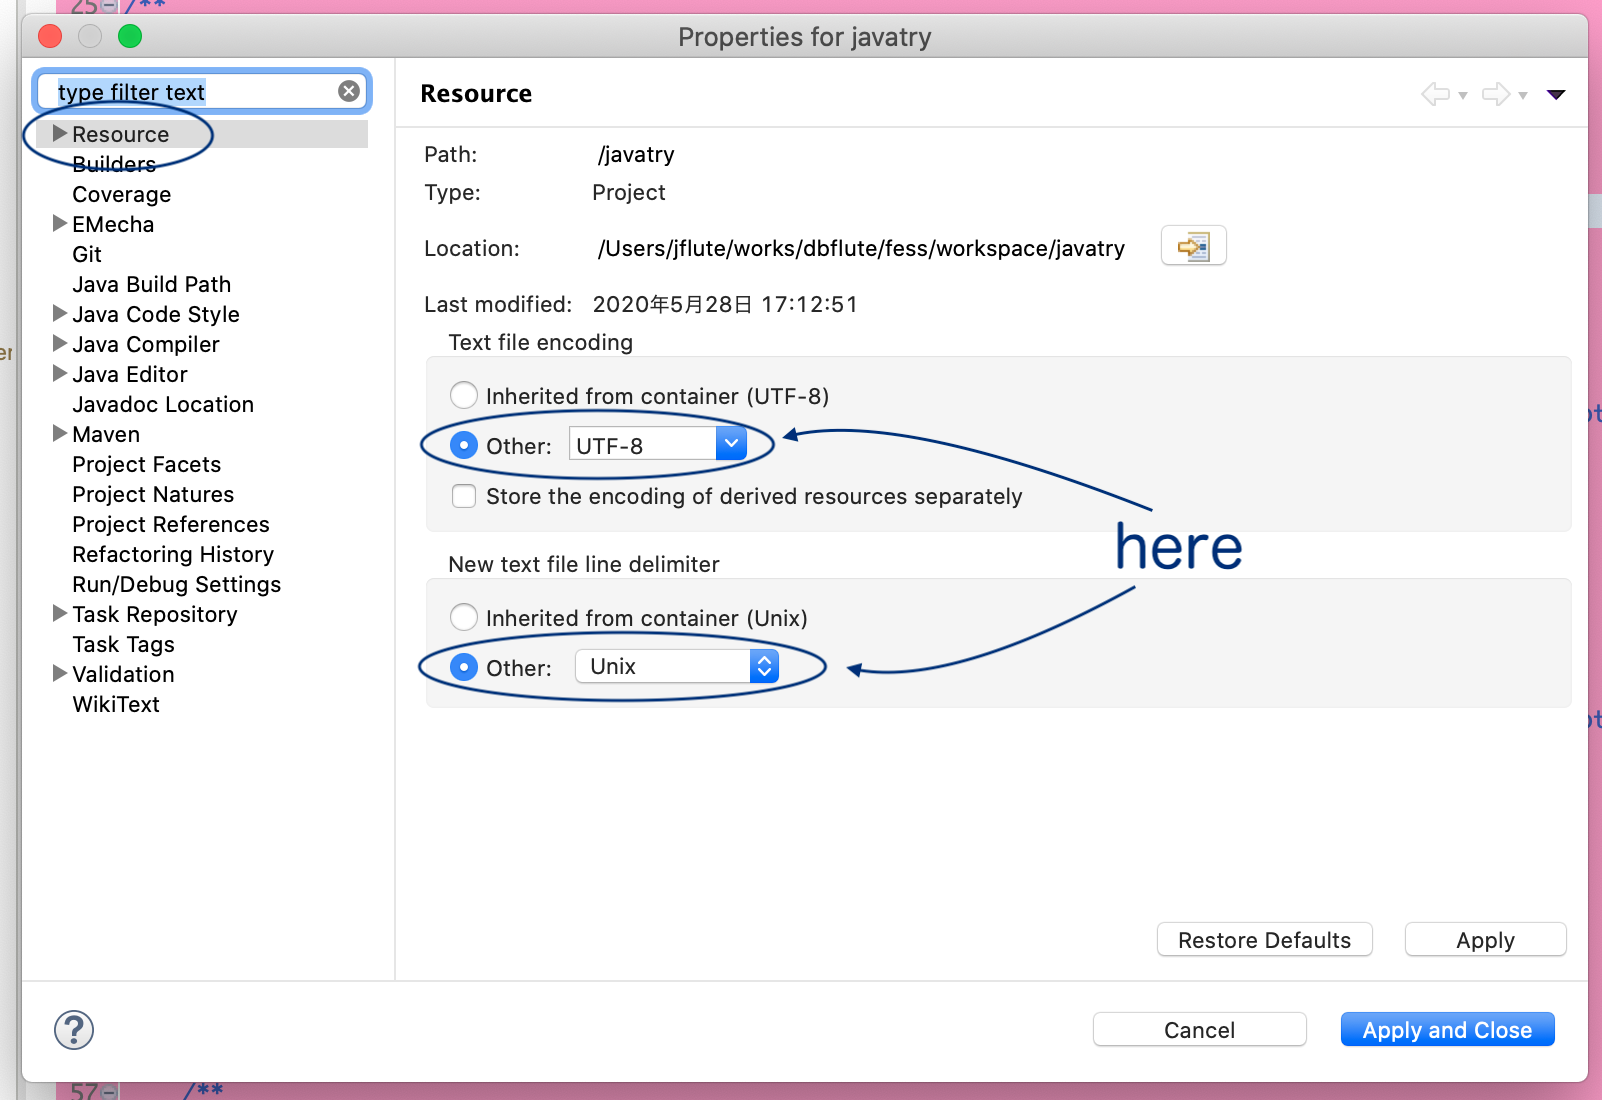 25 /**
Properties for javatry
type filter text
Resource
Builders
Coverage
EMecha
Git
Java Build Path
Java Code Style
Java Compiler
Java Editor
Javadoc Location
Maven
Project Facets
Project Natures
Project References
Refactoring History
Run/Debug Settings
Task Repository
Task Tags
Validation
WikiText
Resource
Path: /javatry
Type: Project
Location: /Users/jflute/works/dbflute/fess/workspace/javatry
Last modified: 2020年5月28日 17:12:51
Text file encoding
Inherited from container (UTF-8)
Other: UTF-8
Store the encoding of derived resources separately
here
New text file line delimiter
Inherited from container (Unix)
Other: Unix
Restore Defaults Apply
? Cancel Apply and Close
57 /**